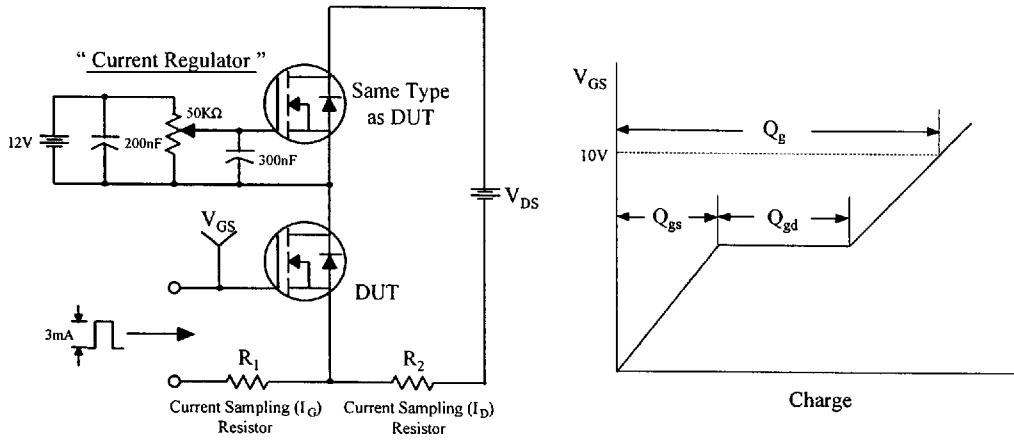 “ Current Regulator ”
12V
200nF
50KΩ
300nF
Same Type
as DUT
V_DS
V_GS
DUT
3mA
R_1
R_2
Current Sampling (I_G)
Resistor
Current Sampling (I_D)
Resistor
V_GS
Q_g
10V
Q_gs
Q_gd
Charge